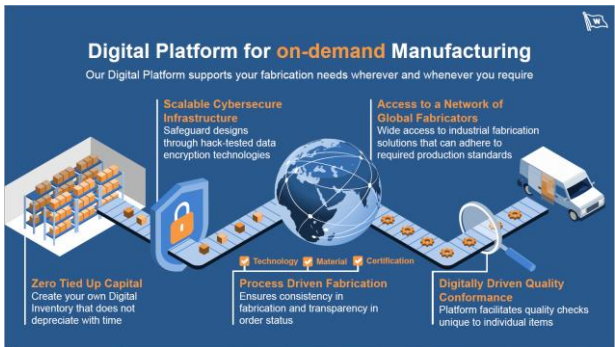 W
Digital Platform for on-demand Manufacturing
Our Digital Platform supports your fabrication needs wherever and whenever you require
Scalable Cybersecure
Infrastructure
Safeguard designs
through hack-tested data
encryption technologies
Access to a Network of
Global Fabricators
Wide access to industrial fabrication
solutions that can adhere to
required production standards
Zero Tied Up Capital
Create your own Digital
Inventory that does not
depreciate with time
Technology Material Certification
Process Driven Fabrication
Ensures consistency in
fabrication and transparency in
order status
Digitally Driven Quality
Conformance
Platform facilitates quality checks
unique to individual items